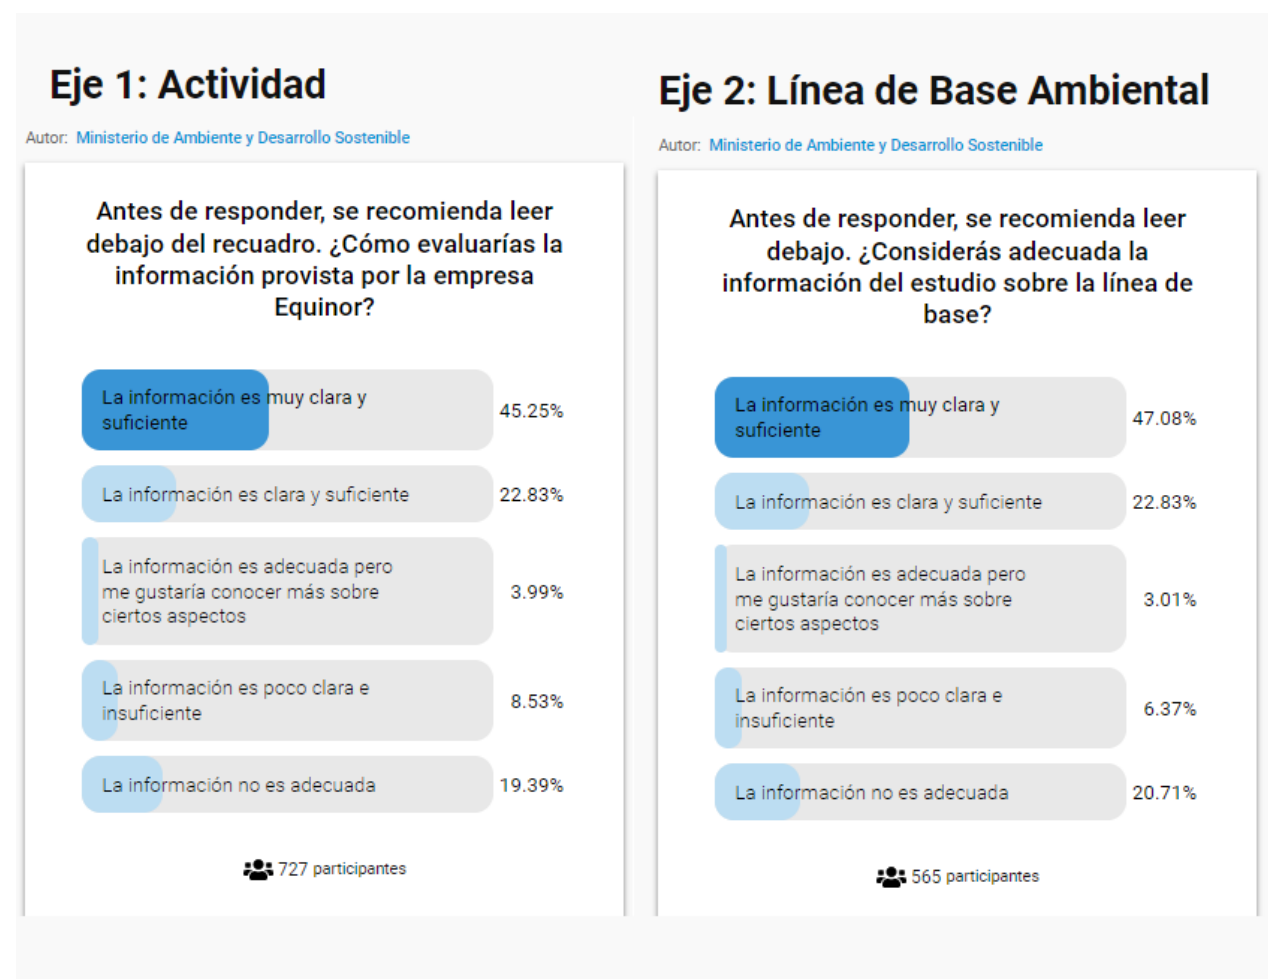 Eje 1: Actividad
Autor: Ministerio de Ambiente y Desarrollo Sostenible
Antes de responder, se recomienda leer
debajo del recuadro. ¿Cómo evaluarías la
información provista por la empresa
Equinor?
La información es muy clara y
suficiente
45.25%
La información es clara y suficiente
22.83%
La información es adecuada pero
me gustaría conocer más sobre
ciertos aspectos
3.99%
La información es poco clara e
insuficiente
8.53%
La información no es adecuada
19.39%
727 participantes
Eje 2: Línea de Base Ambiental
Autor: Ministerio de Ambiente y Desarrollo Sostenible
Antes de responder, se recomienda leer
debajo. ¿Considerás adecuada la
información del estudio sobre la línea de
base?
La información es muy clara y
suficiente
47.08%
La información es clara y suficiente
22.83%
La información es adecuada pero
me gustaría conocer más sobre
ciertos aspectos
3.01%
La información es poco clara e
insuficiente
6.37%
La información no es adecuada
20.71%
565 participantes